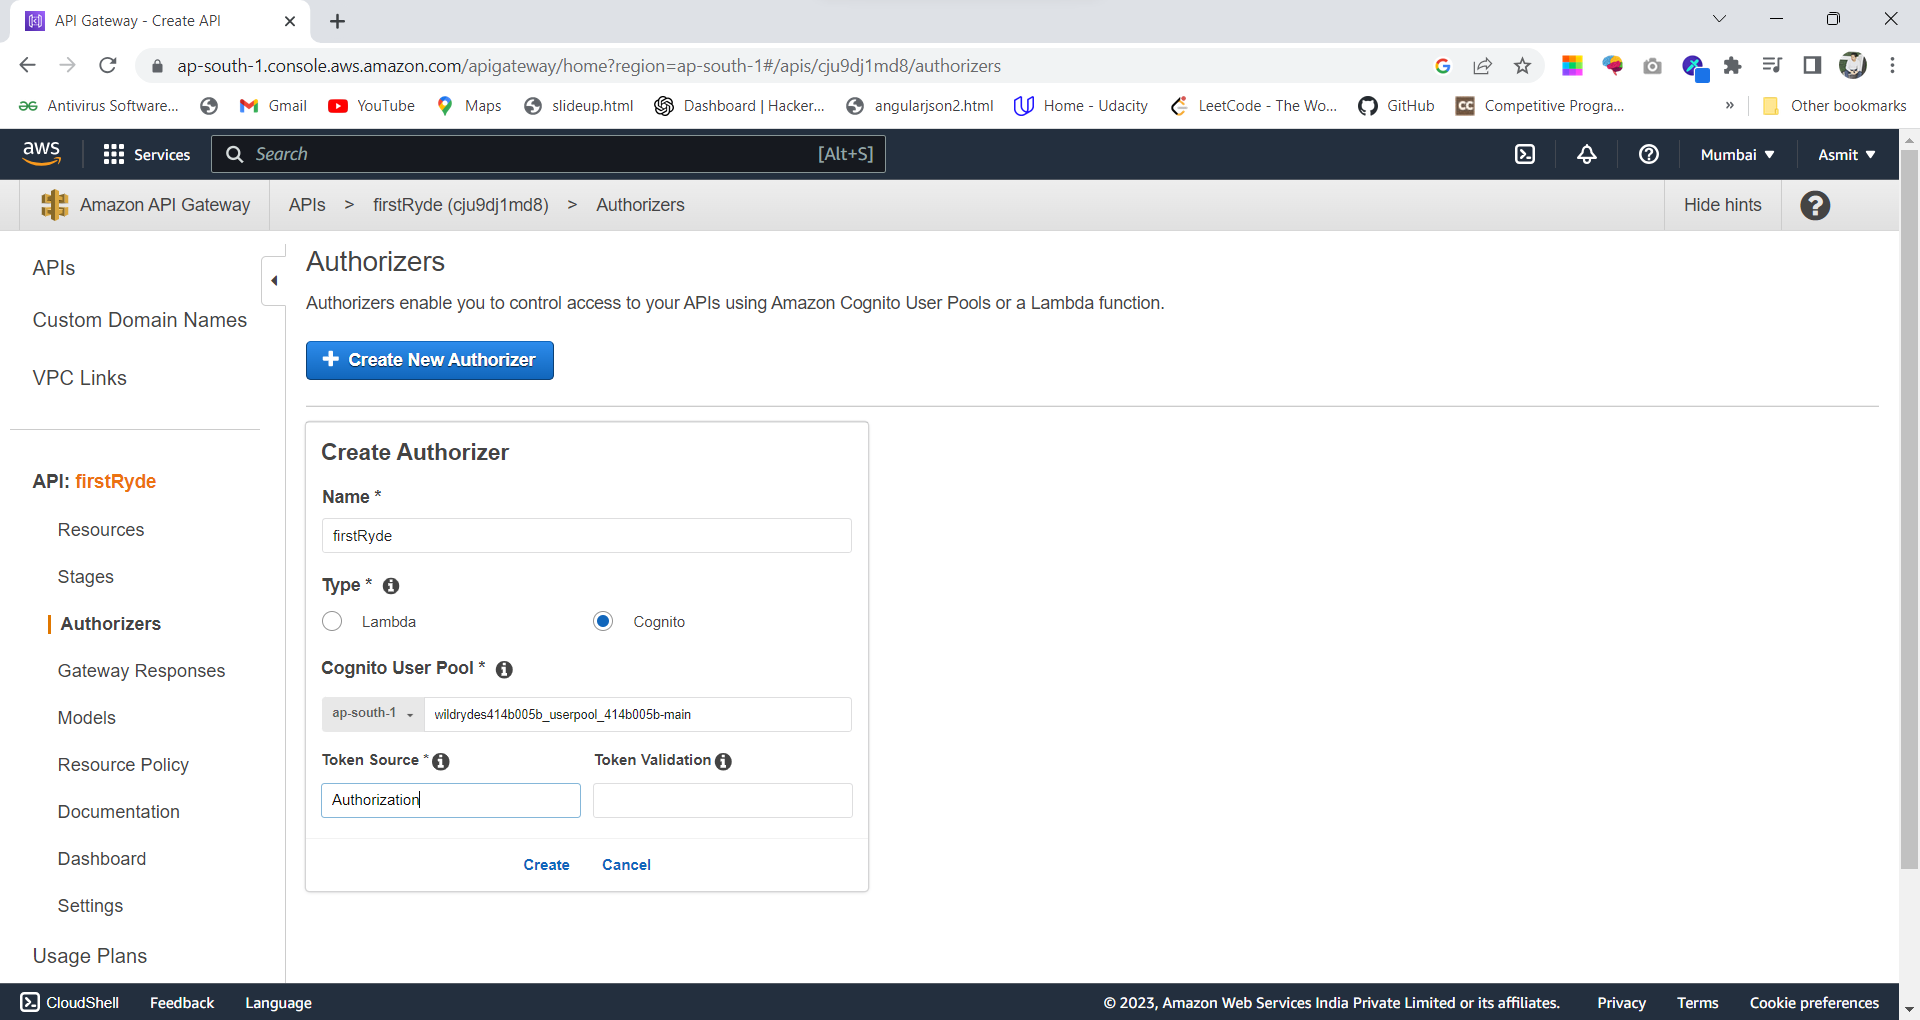 API Gateway - Create API
ap-south-1.console.aws.amazon.com/apigateway/home?region=ap-south-1#/apis/cju9dj1md8/authorizers
Antivirus Software... Gmail YouTube Maps slideup.html Dashboard | Hacker... angularjson2.html Home - Udacity LeetCode - The Wo... GitHub CC Competitive Progra... » Other bookmarks
aws Services Search [Alt+S] Mumbai Asmit
Amazon API Gateway APIs > firstRyde (cju9dj1md8) > Authorizers Hide hints
APIs
Custom Domain Names
VPC Links
API: firstRyde
Resources
Stages
Authorizers
Gateway Responses
Models
Resource Policy
Documentation
Dashboard
Settings
Usage Plans
Authorizers
Authorizers enable you to control access to your APIs using Amazon Cognito User Pools or a Lambda function.
+ Create New Authorizer
Create Authorizer
Name *
firstRyde
Type *
Lambda Cognito
Cognito User Pool *
ap-south-1 wildrydes414b005b_userpool_414b005b-main
Token Source * Token Validation
Authorization
Create Cancel
CloudShell Feedback Language © 2023, Amazon Web Services India Private Limited or its affiliates. Privacy Terms Cookie preferences